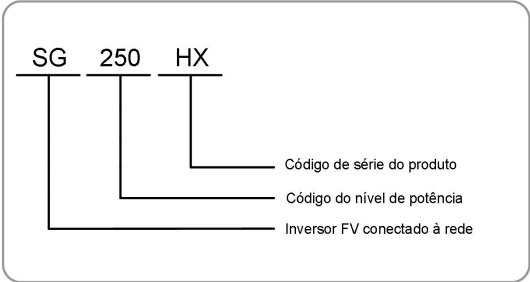 SG 250 HX
Código de série do produto
Código do nível de potência
Inversor FV conectado à rede